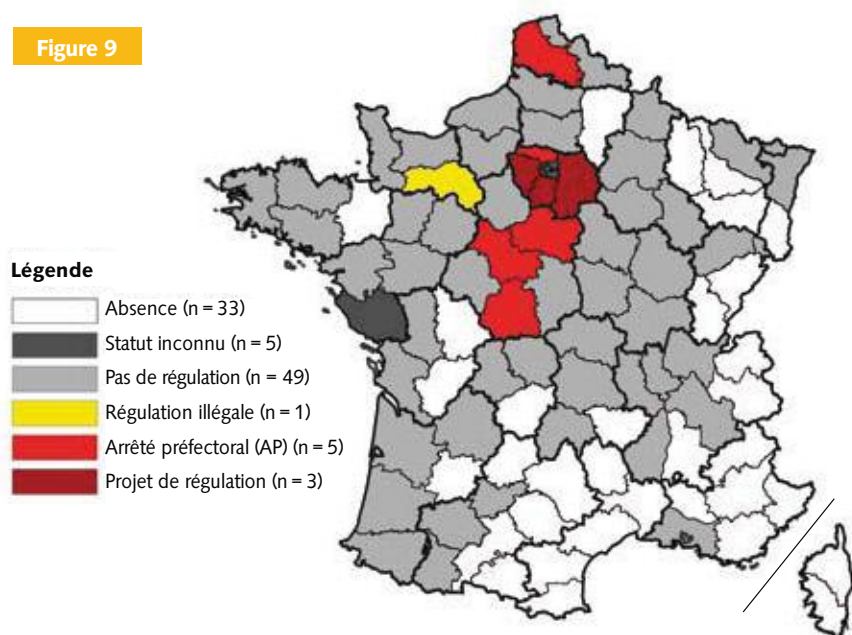 Figure 9
Légende
Absence (n = 33)
Statut inconnu (n = 5)
Pas de régulation (n = 49)
Régulation illégale (n = 1)
Arrêté préfectoral (AP) (n = 5)
Projet de régulation (n = 3)